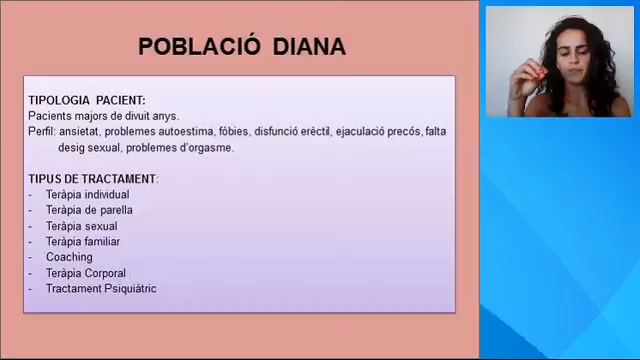 POBLACIÓ DIANA
TIPOLOGIA PACIENT:
Pacients majors de divuit anys.
Perfil: ansietat, problemes autoestima, fòbies, disfunció erèctil, ejaculació precós, falta
desig sexual, problemes d'orgasme.
TIPUS DE TRACTAMENT:
- Teràpia individual
- Teràpia de parella
- Teràpia sexual
- Teràpia familiar
- Coaching
- Teràpia Corporal
- Tractament Psiquiàtric